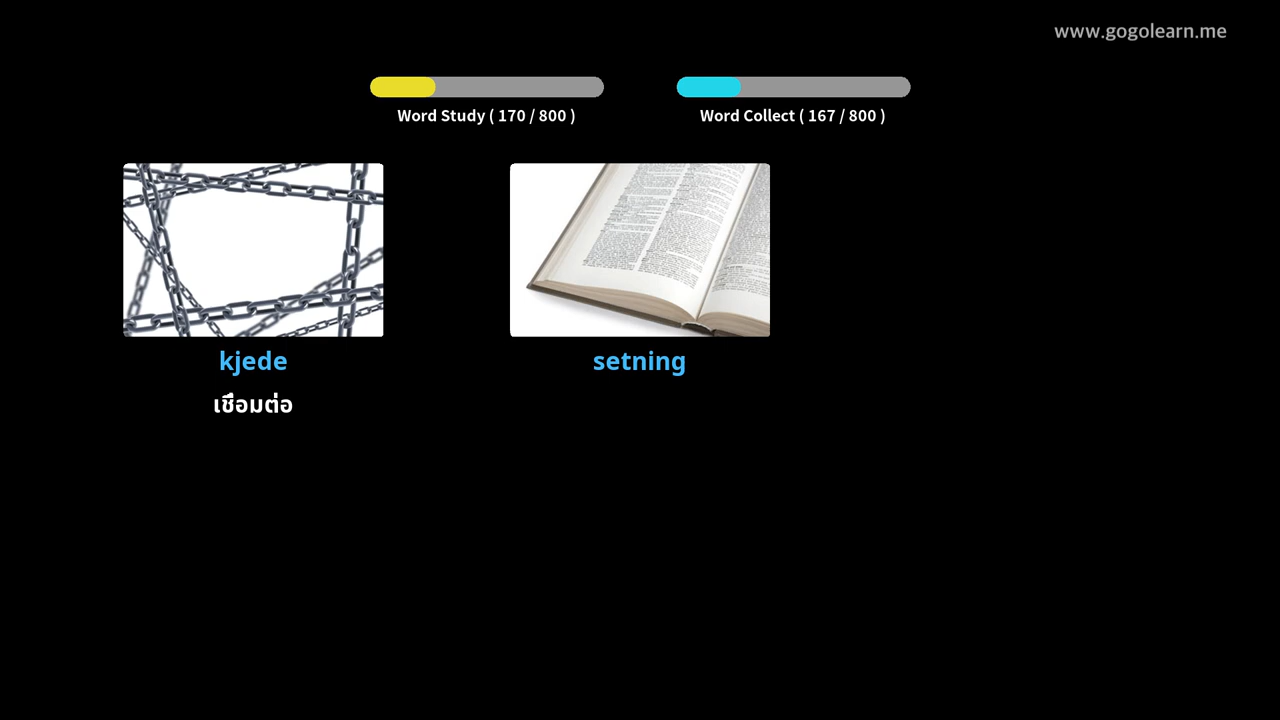 www.gogolearn.me
Word Study ( 170 / 800 )
Word Collect ( 167 / 800 )
kjede
setning
เชื่อมต่อ